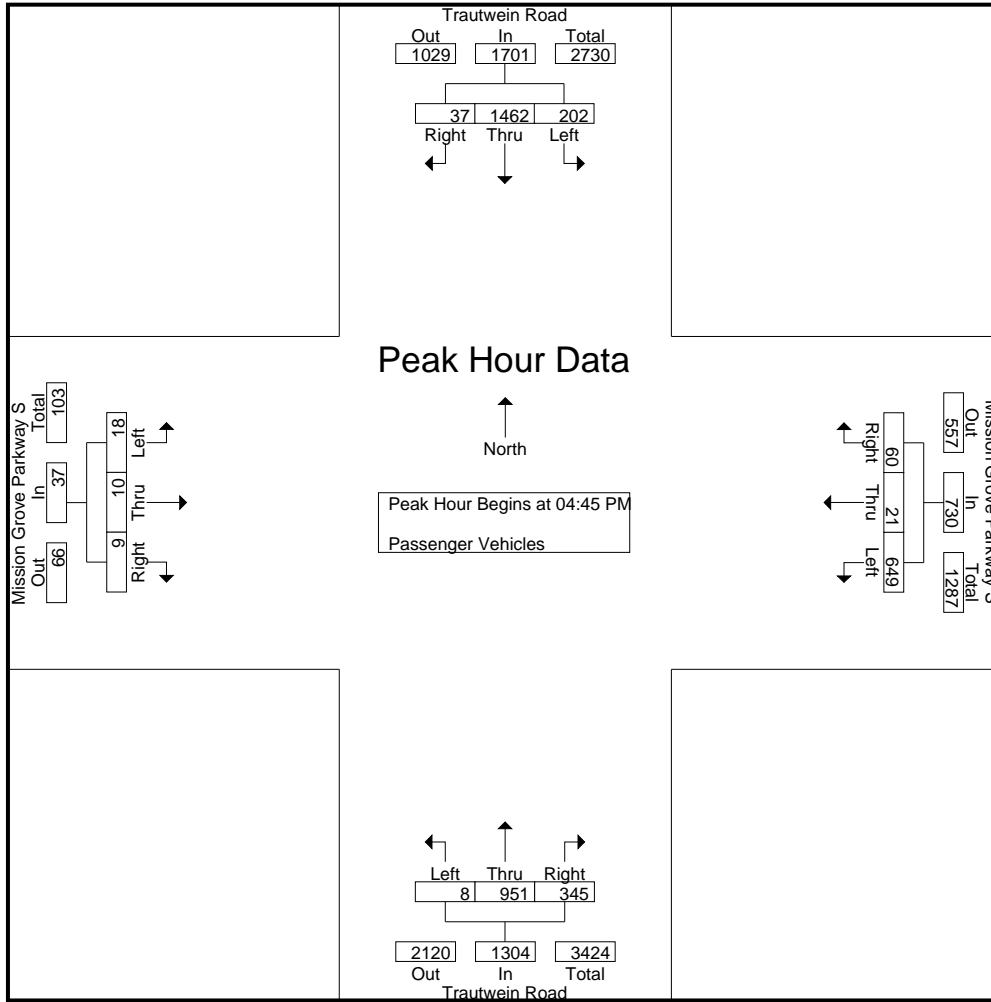 Trautwein Road
Out In Total
1029 1701 2730
37 1462 202
Right Thru Left
Peak Hour Data
North
Peak Hour Begins at 04:45 PM
Passenger Vehicles
Mission Grove Parkway S
Total In Out
103 37 66
18 10 9
Left Thru Right
Mission Grove Parkway S
Out In Total
557 730 1287
60 21 649
Right Thru Left
Left Thru Right
8 951 345
2120 1304 3424
Out In Total
Trautwein Road